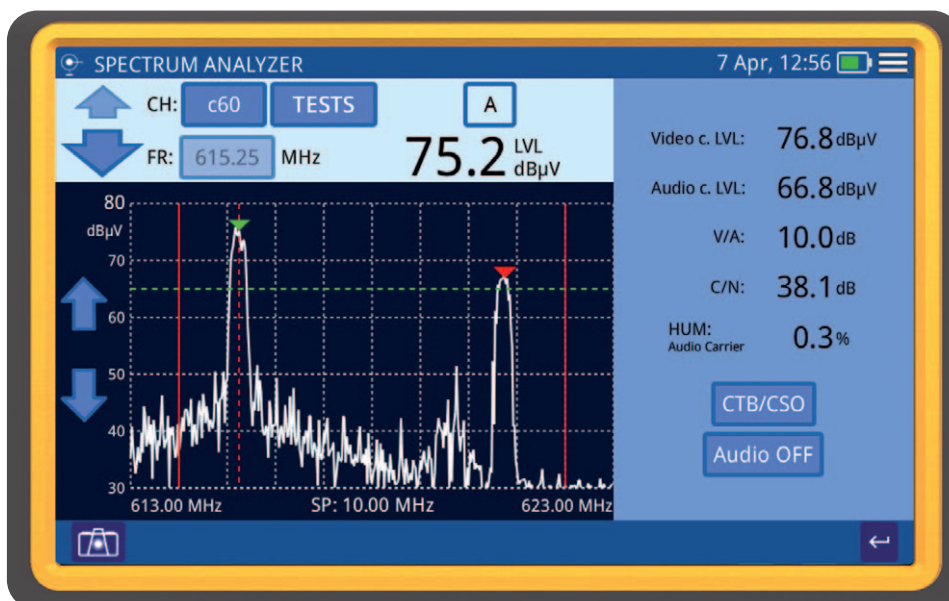 SPECTRUM ANALYZER
7 Apr, 12:56
CH: c60 TESTS A
FR: 615.25 MHz
75.2 LVL dBµV
Video c. LVL: 76.8 dBµV
Audio c. LVL: 66.8 dBµV
V/A: 10.0 dB
C/N: 38.1 dB
HUM: Audio Carrier 0.3 %
CTB/CSO
Audio OFF
80
dBµV
70
60
50
40
30
613.00 MHz SP: 10.00 MHz 623.00 MHz